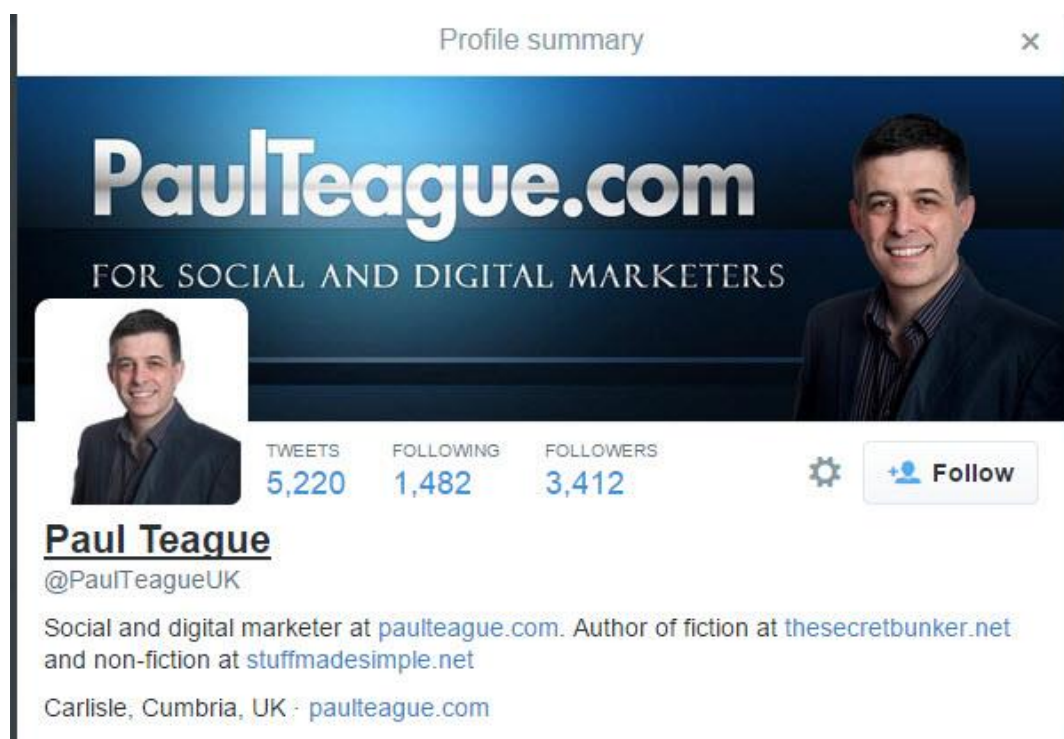 Profile summary ×
PaulTeague.com
FOR SOCIAL AND DIGITAL MARKETERS
TWEETS FOLLOWING FOLLOWERS
5,220 1,482 3,412
Follow
Paul Teague
@PaulTeagueUK
Social and digital marketer at paulteague.com. Author of fiction at thesecretbunker.net
and non-fiction at stuffmadesimple.net
Carlisle, Cumbria, UK · paulteague.com